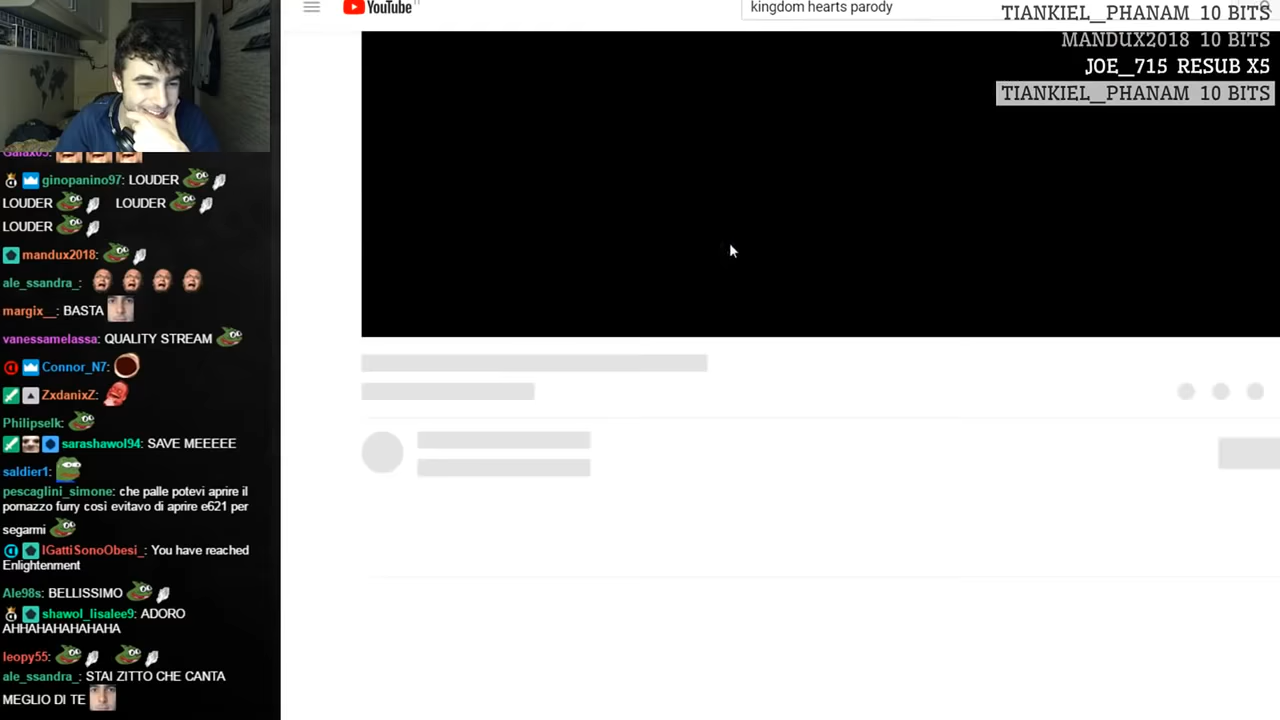 YouTube
IT
kingdom hearts parody
TIANKIEL_PHANAM 10 BITS
MANDUX2018 10 BITS
JOE_715 RESUB X5
TIANKIEL_PHANAM 10 BITS
ginopanino97: LOUDER
LOUDER LOUDER
LOUDER
mandux2018:
ale_ssandra_:
margix__: BASTA
vanessamelassa: QUALITY STREAM
Connor_N7:
ZxdanixZ:
Philipselk:
sarashawol94: SAVE MEEEEE
saldier1:
pescaglini_simone: che palle potevi aprire il
pornazzo furry così evitavo di aprire e621 per
segarmi
IGattiSonoObesi_: You have reached
Enlightenment
Ale98s: BELLISSIMO
shawol_lisalee9: ADORO
AHHAHAHAHAHAHA
leopy55:
ale_ssandra_: STAI ZITTO CHE CANTA
MEGLIO DI TE